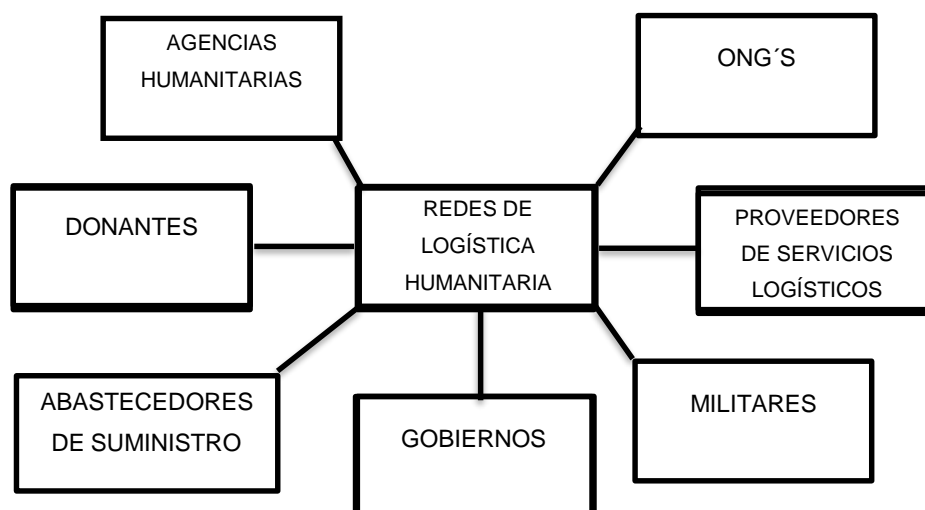 AGENCIAS
HUMANITARIAS
ONG´S
DONANTES
REDES DE
LOGÍSTICA
HUMANITARIA
PROVEEDORES
DE SERVICIOS
LOGÍSTICOS
ABASTECEDORES
DE SUMINISTRO
GOBIERNOS
MILITARES